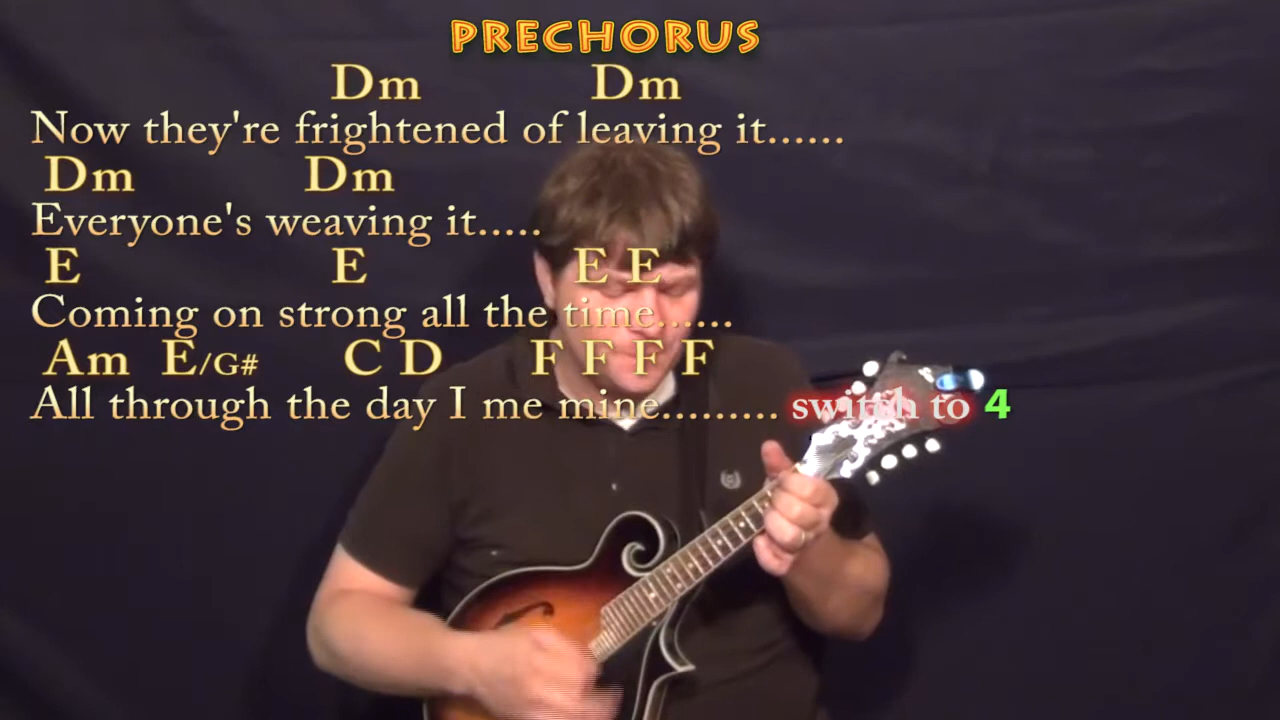 PRECHORUS
Dm Dm
Now they're frightened of leaving it......
Dm Dm
Everyone's weaving it.....
E E E E
Coming on strong all the time......
Am E/G# C D F F F F
All through the day I me mine......... switch to 4